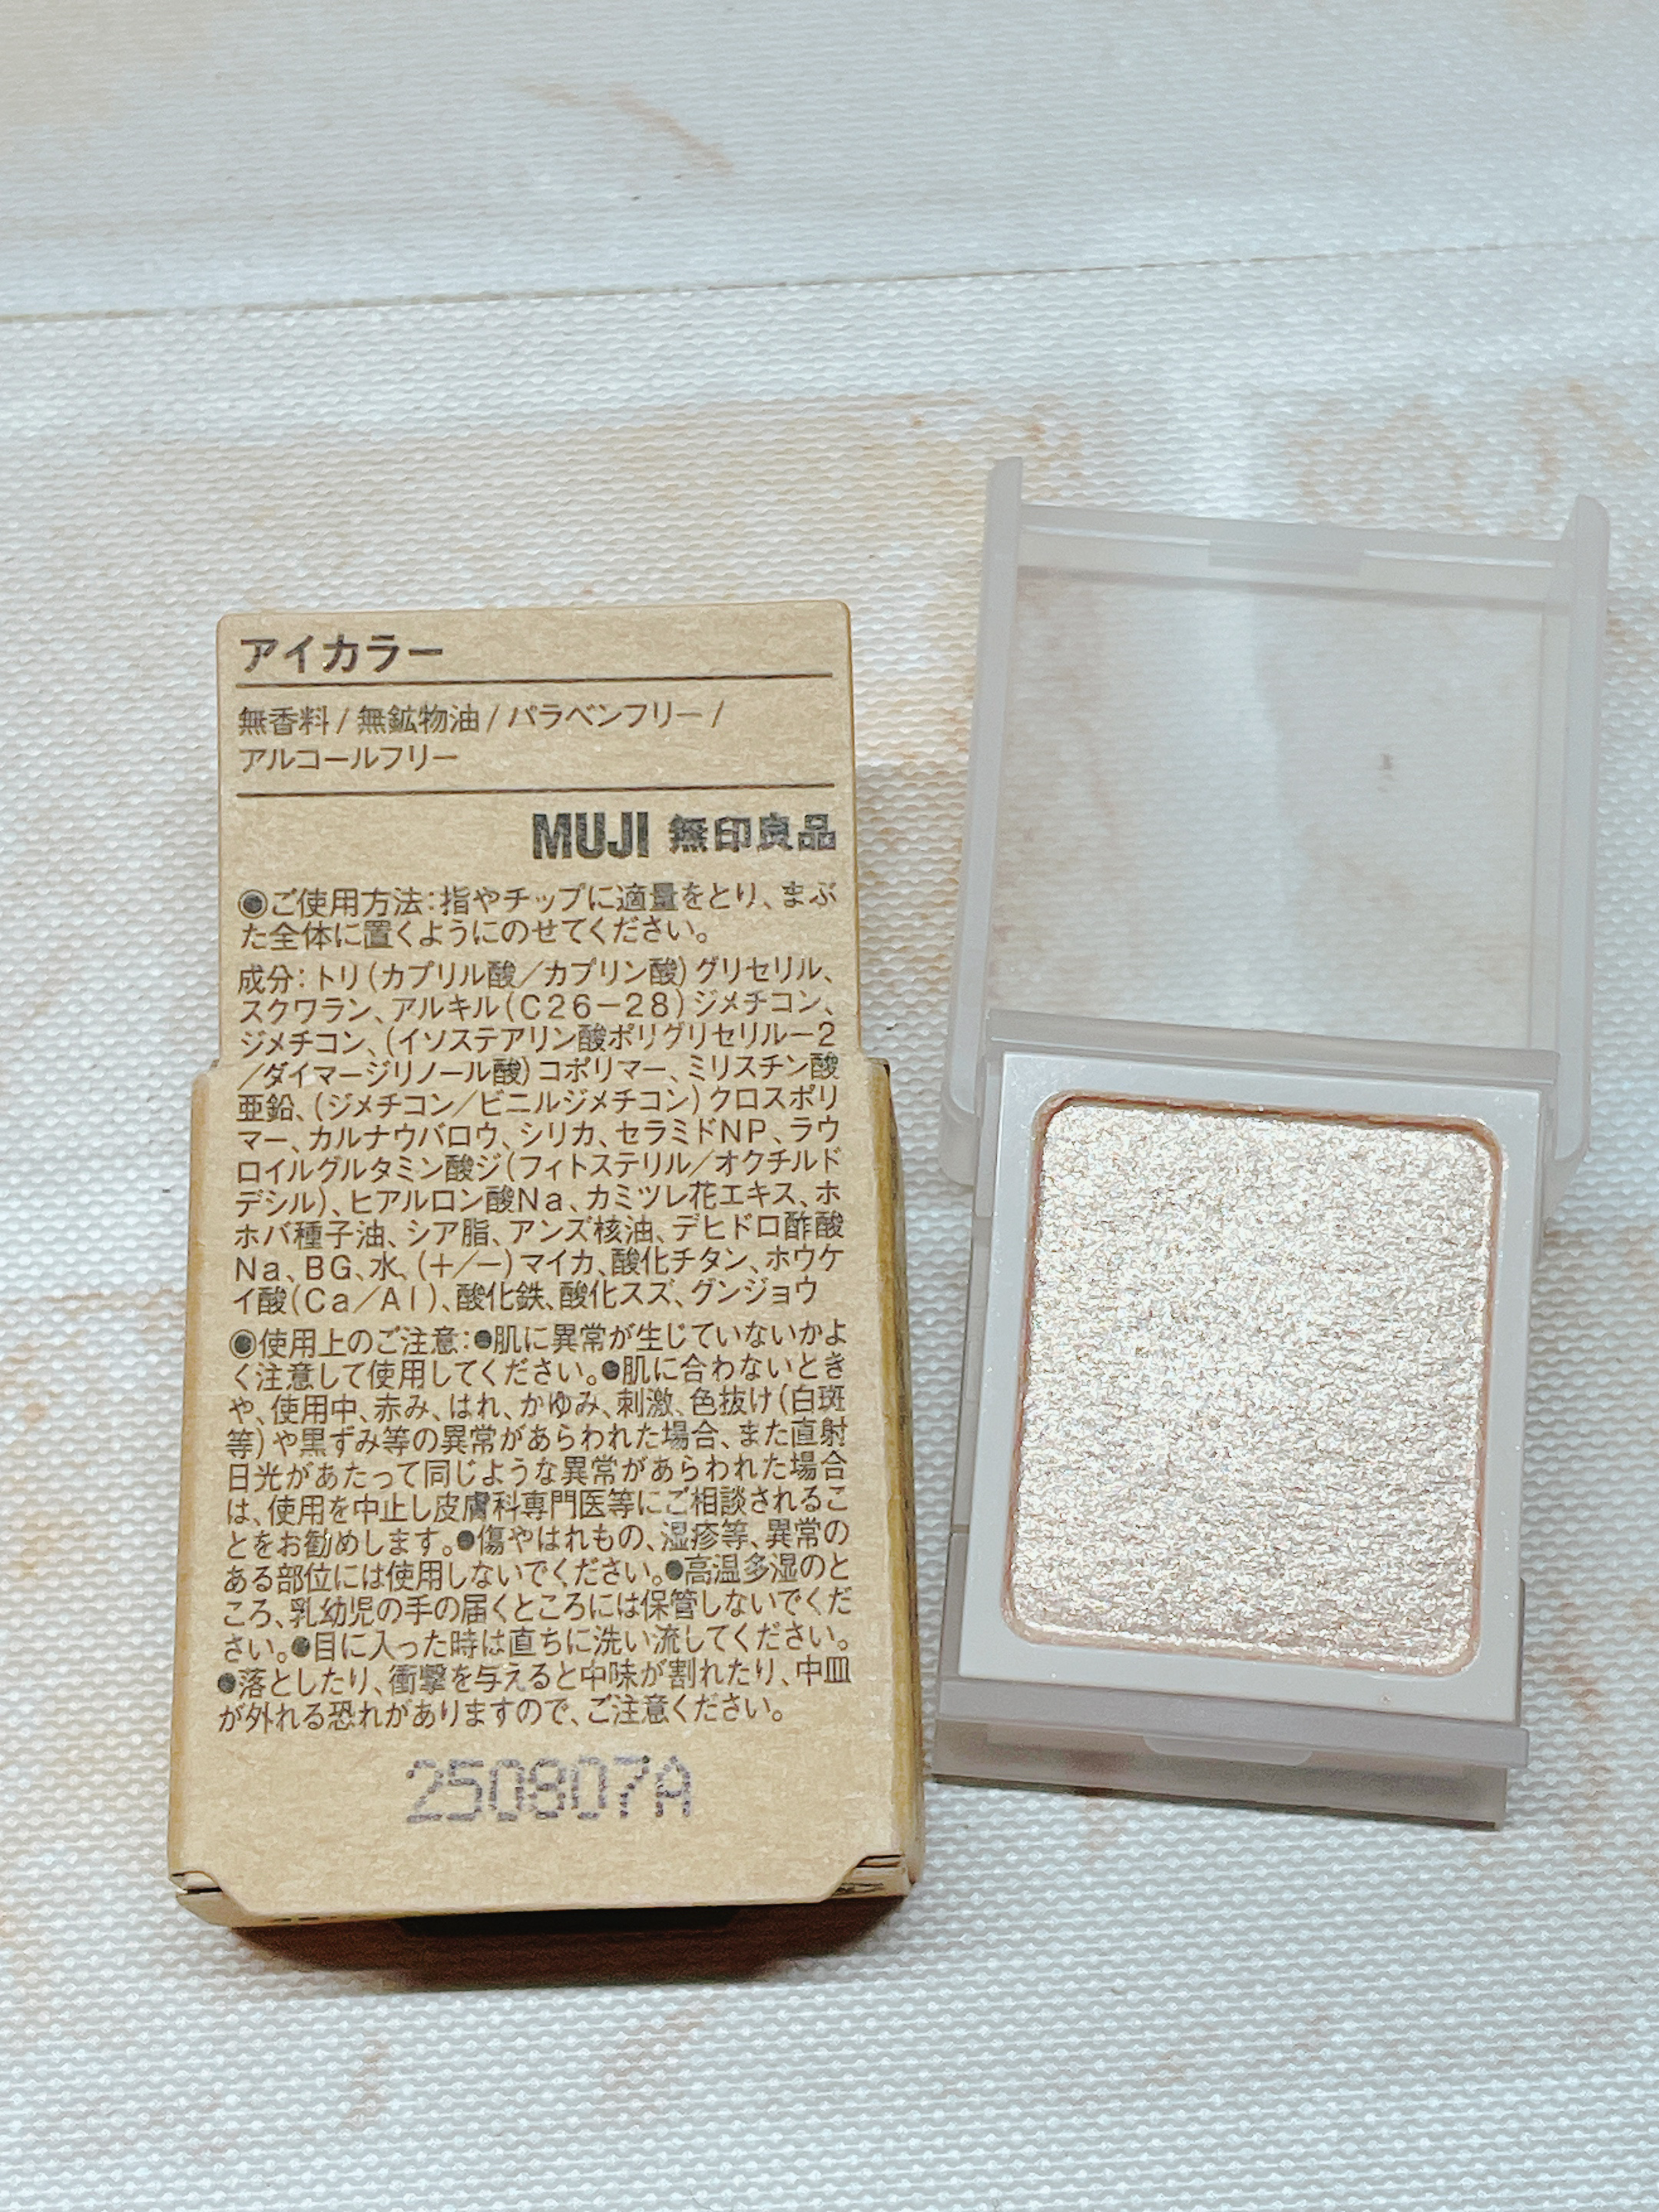 アイカラー
無香料/無鉱物油/パラベンフリー/
アルコールフリー
MUJI 無印良品
◉ご使用方法:指やチップに適量をとり、まぶ
た全体に置くようにのせてください。
成分:トリ(カプリル酸/カプリン酸)グリセリル、
スクワラン、アルキル(C26-28)ジメチコン、
ジメチコン、(イソステアリン酸ポリグリセリル-2
/ダイマージリノール酸)コポリマー、ミリスチン酸
亜鉛、(ジメチコン/ビニルジメチコン)クロスポリ
マー、カルナウバロウ、シリカ、セラミドNP、ラウ
ロイルグルタミン酸ジ(フィトステリル/オクチルド
デシル)、ヒアルロン酸Na、カミツレ花エキス、ホ
ホバ種子油、シア脂、アンズ核油、デヒドロ酢酸
Na、BG、水、(+/-)マイカ、酸化チタン、ホウケ
イ酸(Ca/Al)、酸化鉄、酸化スズ、グンジョウ
◉使用上のご注意:●肌に異常が生じていないかよ
く注意して使用してください。●肌に合わないとき
や、使用中、赤み、はれ、かゆみ、刺激、色抜け(白斑
等)や黒ずみ等の異常があらわれた場合、また直射
日光があたって同じような異常があらわれた場合
は、使用を中止し皮膚科専門医等にご相談されるこ
とをお勧めします。●傷やはれもの、湿疹等、異常の
ある部位には使用しないでください。●高温多湿のと
ころ、乳幼児の手の届くところには保管しないでくだ
さい。●目に入った時は直ちに洗い流してください。
●落としたり、衝撃を与えると中味が割れたり、中皿
が外れる恐れがありますので、ご注意ください。
250807A